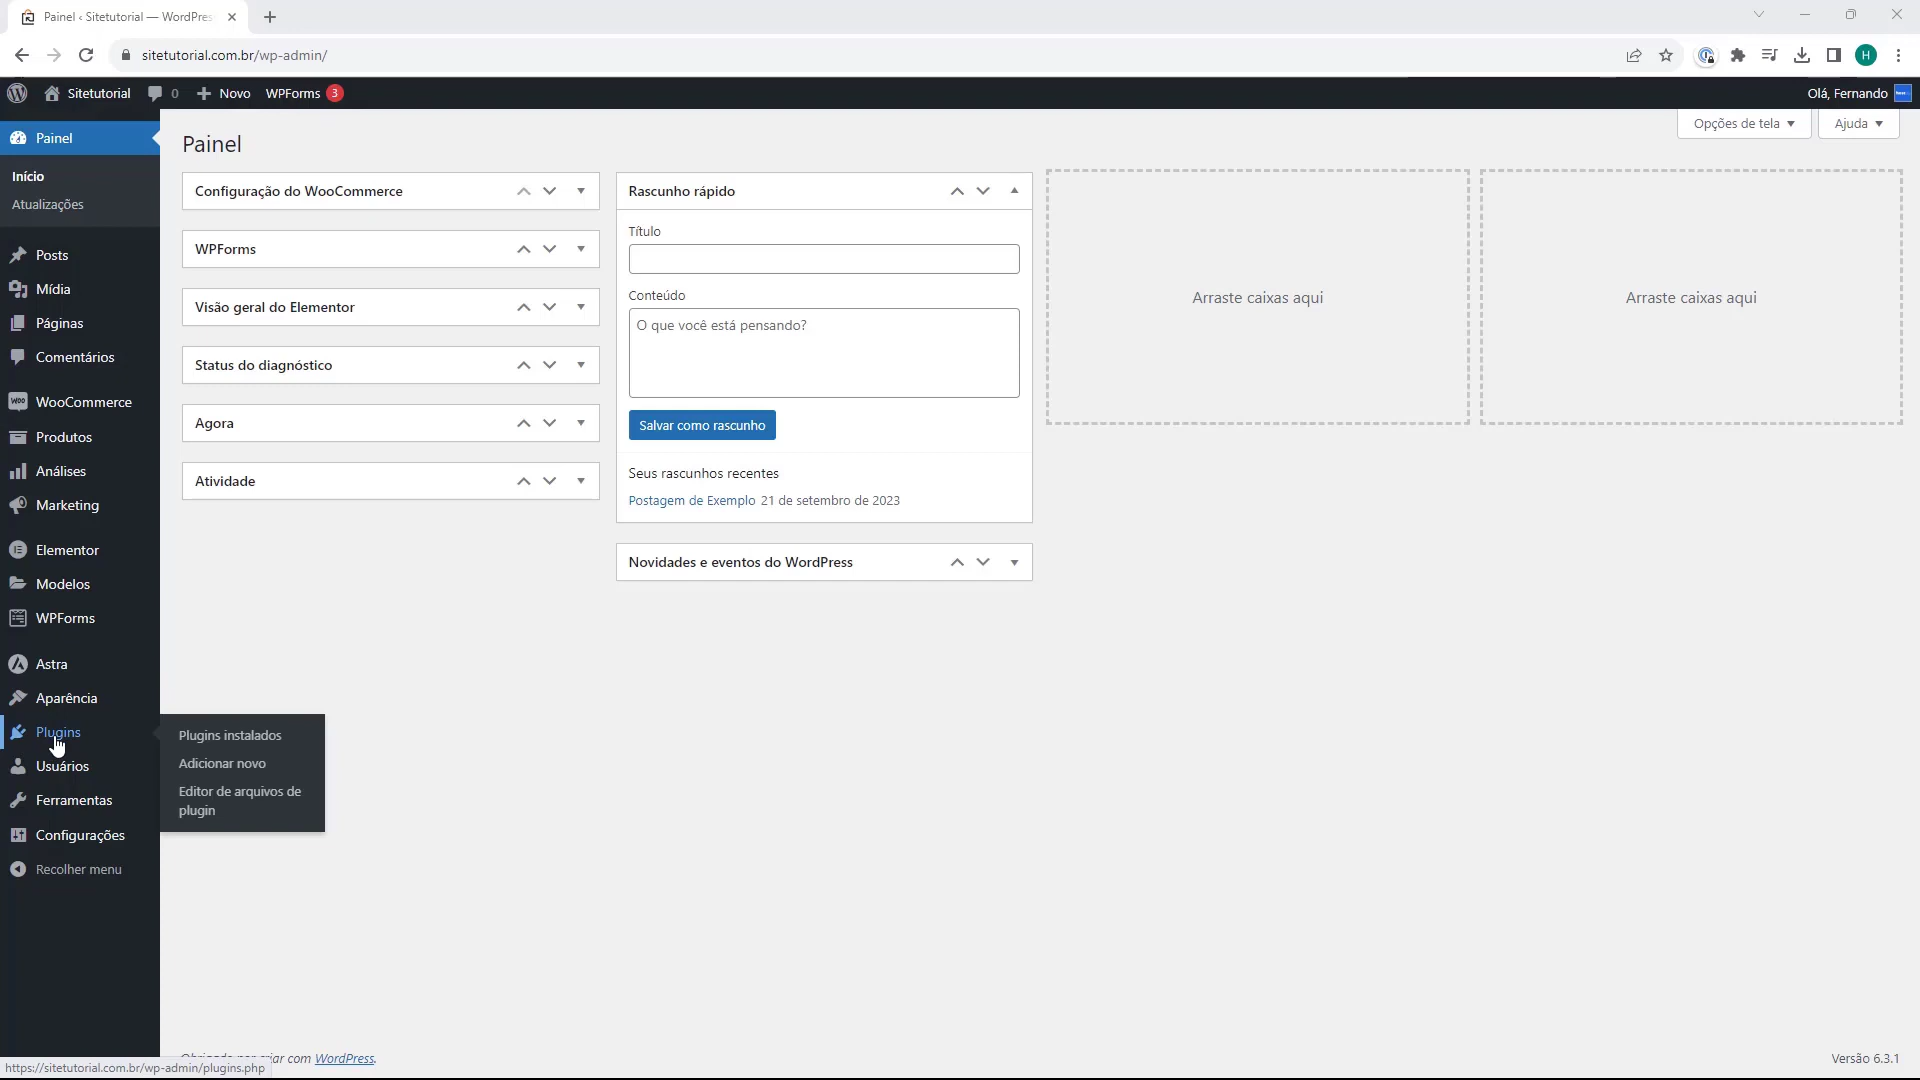 Painel ‹ Sitetutorial — WordPres
sitetutorial.com.br/wp-admin/
H
Sitetutorial
0
Novo
WPForms 3
Olá, Fernando
Opções de tela
Ajuda
Painel
Início
Atualizações
Posts
Mídia
Páginas
Comentários
WooCommerce
Produtos
Análises
Marketing
Elementor
Modelos
WPForms
Astra
Aparência
Plugins
Usuários
Ferramentas
Configurações
Recolher menu
Plugins instalados
Adicionar novo
Editor de arquivos de
plugin
Painel
Configuração do WooCommerce
WPForms
Visão geral do Elementor
Status do diagnóstico
Agora
Atividade
Rascunho rápido
Título
Conteúdo
O que você está pensando?
Salvar como rascunho
Seus rascunhos recentes
Postagem de Exemplo 21 de setembro de 2023
Novidades e eventos do WordPress
Arraste caixas aqui
Arraste caixas aqui
com WordPress.
Versão 6.3.1
https://sitetutorial.com.br/wp-admin/plugins.php